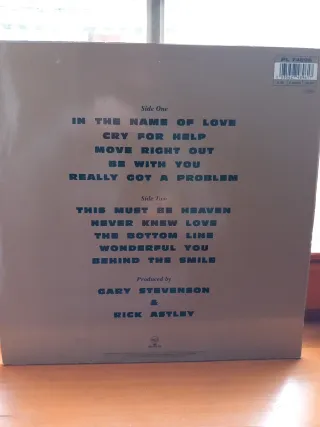 Side One
IN THE NAME OF LOVE
CRY FOR HELP
MOVE RIGHT OUT
BE WITH YOU
REALLY GOT A PROBLEM
Side Two
THIS MUST BE HEAVEN
NEVER KNEW LOVE
THE BOTTOM LINE
WONDERFUL YOU
BEHIND THE SMILE
Produced by
GARY STEVENSON
&
RICK ASTLEY